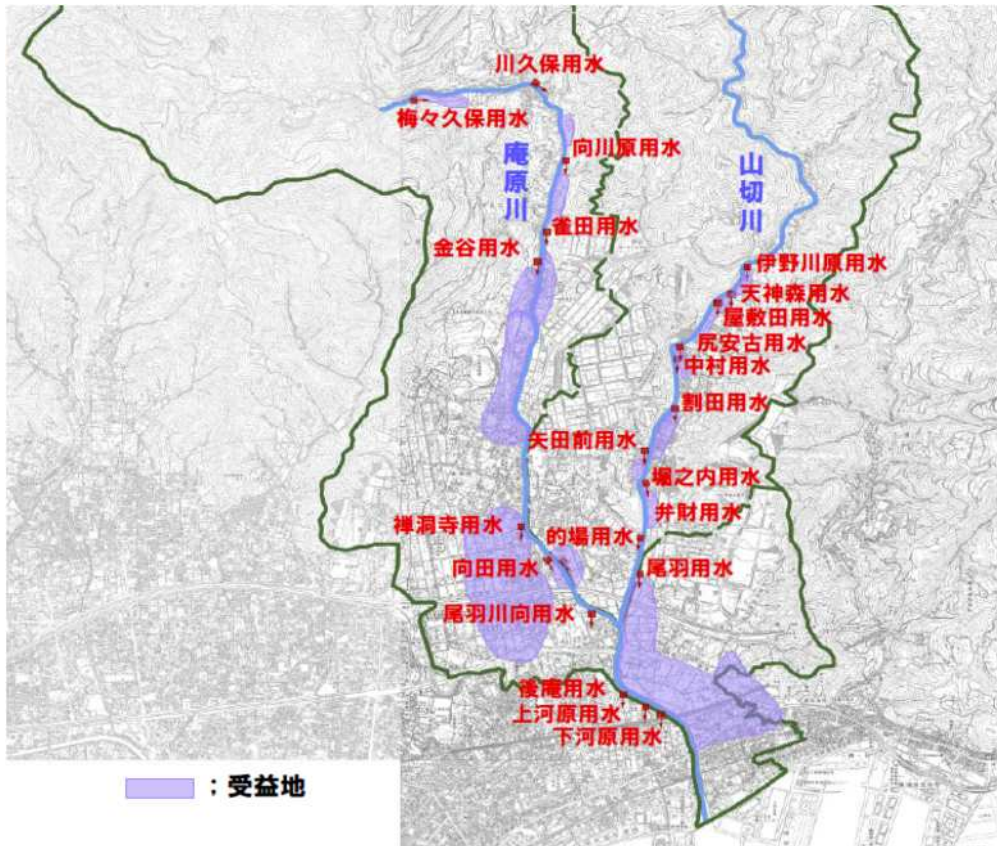 川久保用水
梅々久保用水
向川原用水
庵原川
山切川
雀田用水
金谷用水
伊野川原用水
天神森用水
屋敷田用水
尻安古用水
中村用水
割田用水
矢田前用水
堀之内用水
弁財用水
禅洞寺用水
的場用水
向田用水
尾羽用水
尾羽川向用水
後庵用水
上河原用水
下河原用水
；受益地